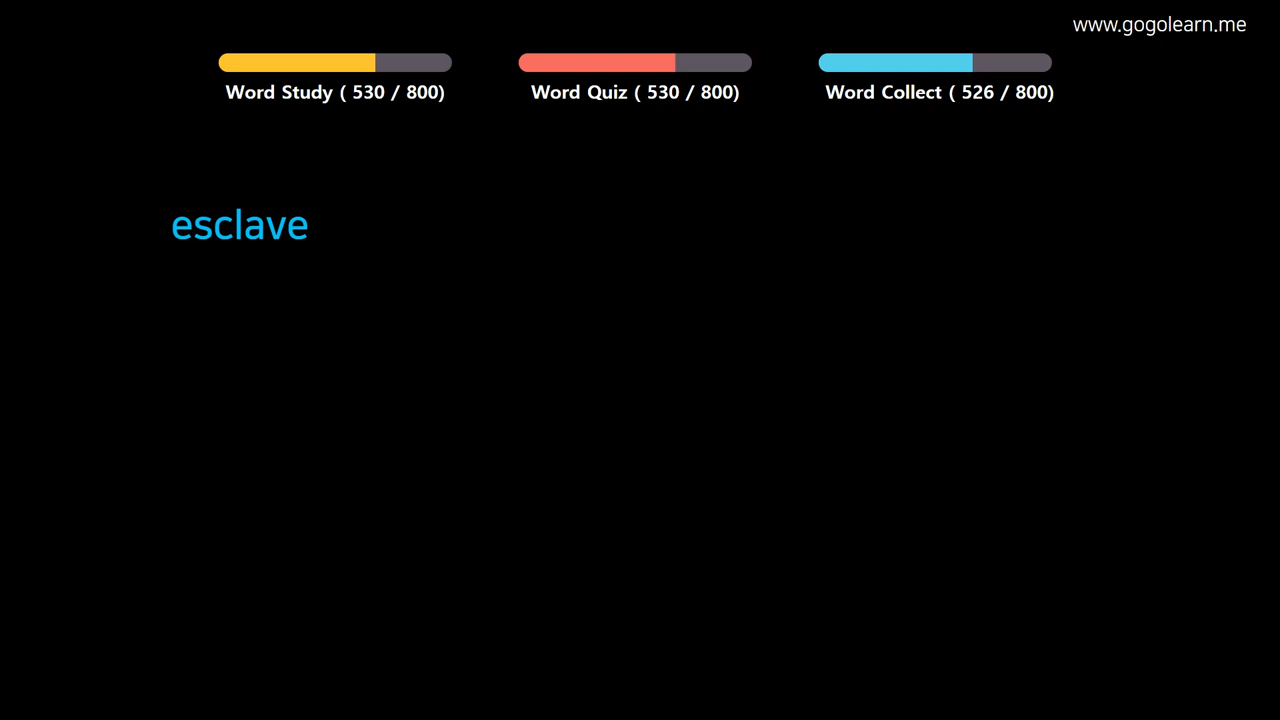 www.gogolearn.me
Word Study ( 530 / 800)
Word Quiz ( 530 / 800)
Word Collect ( 526 / 800)
esclave